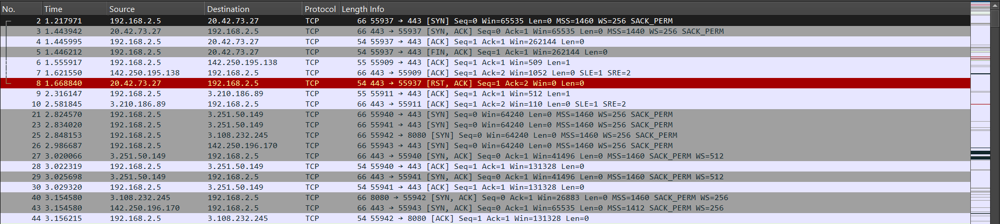 No. Time Source Destination Protocol Length Info
2 1.217971 192.168.2.5 20.42.73.27 TCP 66 55937 → 443 [SYN] Seq=0 Win=65535 Len=0 MSS=1460 WS=256 SACK_PERM
3 1.443942 20.42.73.27 192.168.2.5 TCP 66 443 → 55937 [SYN, ACK] Seq=0 Ack=1 Win=65535 Len=0 MSS=1440 WS=256 SACK_PERM
4 1.445995 192.168.2.5 20.42.73.27 TCP 54 55937 → 443 [ACK] Seq=1 Ack=1 Win=262144 Len=0
5 1.446212 192.168.2.5 20.42.73.27 TCP 54 55937 → 443 [FIN, ACK] Seq=1 Ack=1 Win=262144 Len=0
6 1.555917 192.168.2.5 142.250.195.138 TCP 55 55909 → 443 [ACK] Seq=1 Ack=1 Win=509 Len=1
7 1.621550 142.250.195.138 192.168.2.5 TCP 66 443 → 55909 [ACK] Seq=1 Ack=2 Win=1052 Len=0 SLE=1 SRE=2
8 1.668840 20.42.73.27 192.168.2.5 TCP 54 443 → 55937 [RST, ACK] Seq=1 Ack=2 Win=0 Len=0
9 2.316147 192.168.2.5 3.210.186.89 TCP 55 55911 → 443 [ACK] Seq=1 Ack=1 Win=512 Len=1
10 2.581845 3.210.186.89 192.168.2.5 TCP 66 443 → 55911 [ACK] Seq=1 Ack=2 Win=110 Len=0 SLE=1 SRE=2
21 2.824570 192.168.2.5 3.251.50.149 TCP 66 55940 → 443 [SYN] Seq=0 Win=64240 Len=0 MSS=1460 WS=256 SACK_PERM
23 2.834020 192.168.2.5 3.251.50.149 TCP 66 55941 → 443 [SYN] Seq=0 Win=64240 Len=0 MSS=1460 WS=256 SACK_PERM
25 2.848153 192.168.2.5 3.108.232.245 TCP 66 55942 → 8080 [SYN] Seq=0 Win=64240 Len=0 MSS=1460 WS=256 SACK_PERM
26 2.986687 192.168.2.5 142.250.196.170 TCP 66 55943 → 443 [SYN] Seq=0 Win=64240 Len=0 MSS=1460 WS=256 SACK_PERM
27 3.020066 3.251.50.149 192.168.2.5 TCP 66 443 → 55940 [SYN, ACK] Seq=0 Ack=1 Win=41496 Len=0 MSS=1460 SACK_PERM WS=512
28 3.022319 192.168.2.5 3.251.50.149 TCP 54 55940 → 443 [ACK] Seq=1 Ack=1 Win=131328 Len=0
29 3.025698 3.251.50.149 192.168.2.5 TCP 66 443 → 55941 [SYN, ACK] Seq=0 Ack=1 Win=41496 Len=0 MSS=1460 SACK_PERM WS=512
30 3.029320 192.168.2.5 3.251.50.149 TCP 54 55941 → 443 [ACK] Seq=1 Ack=1 Win=131328 Len=0
40 3.154580 3.108.232.245 192.168.2.5 TCP 66 8080 → 55942 [SYN, ACK] Seq=0 Ack=1 Win=26883 Len=0 MSS=1460 SACK_PERM WS=256
43 3.154580 142.250.196.170 192.168.2.5 TCP 66 443 → 55943 [SYN, ACK] Seq=0 Ack=1 Win=65535 Len=0 MSS=1412 SACK_PERM WS=256
44 3.156215 192.168.2.5 3.108.232.245 TCP 54 55942 → 8080 [ACK] Seq=1 Ack=1 Win=131328 Len=0